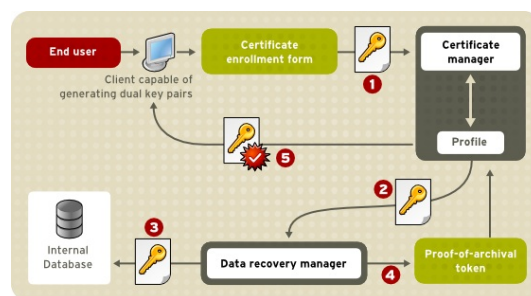 End user
Client capable of
generating dual key pairs
Certificate
enrollment form
1
Certificate
manager
Profile
5
2
3
Internal
Database
Data recovery manager
4
Proof-of-archival
token